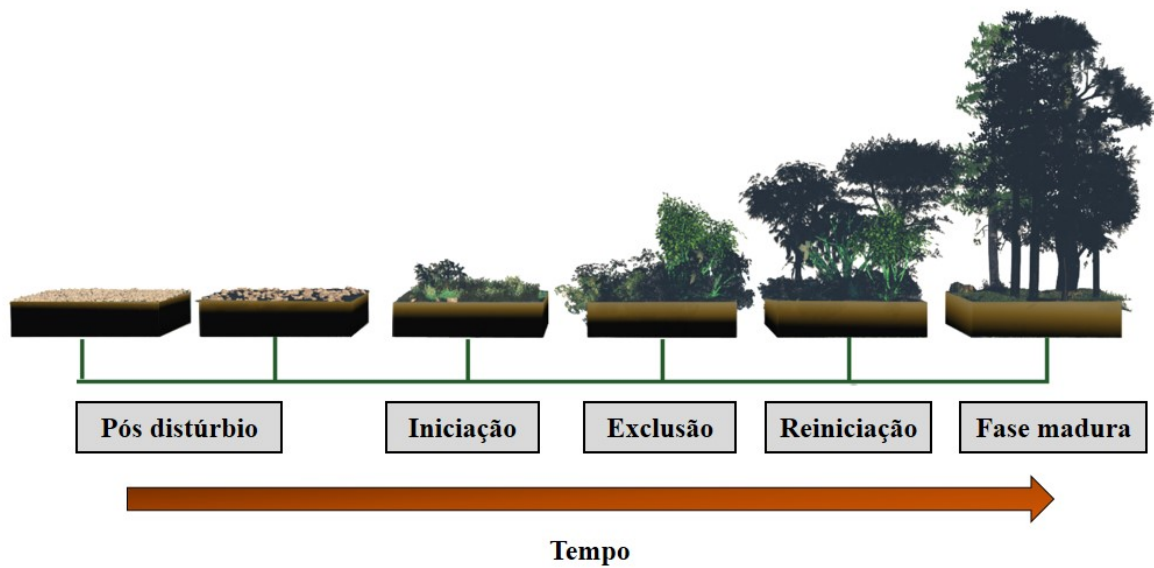 Pós distúrbio
Iniciação
Exclusão
Reiniciação
Fase madura
Tempo